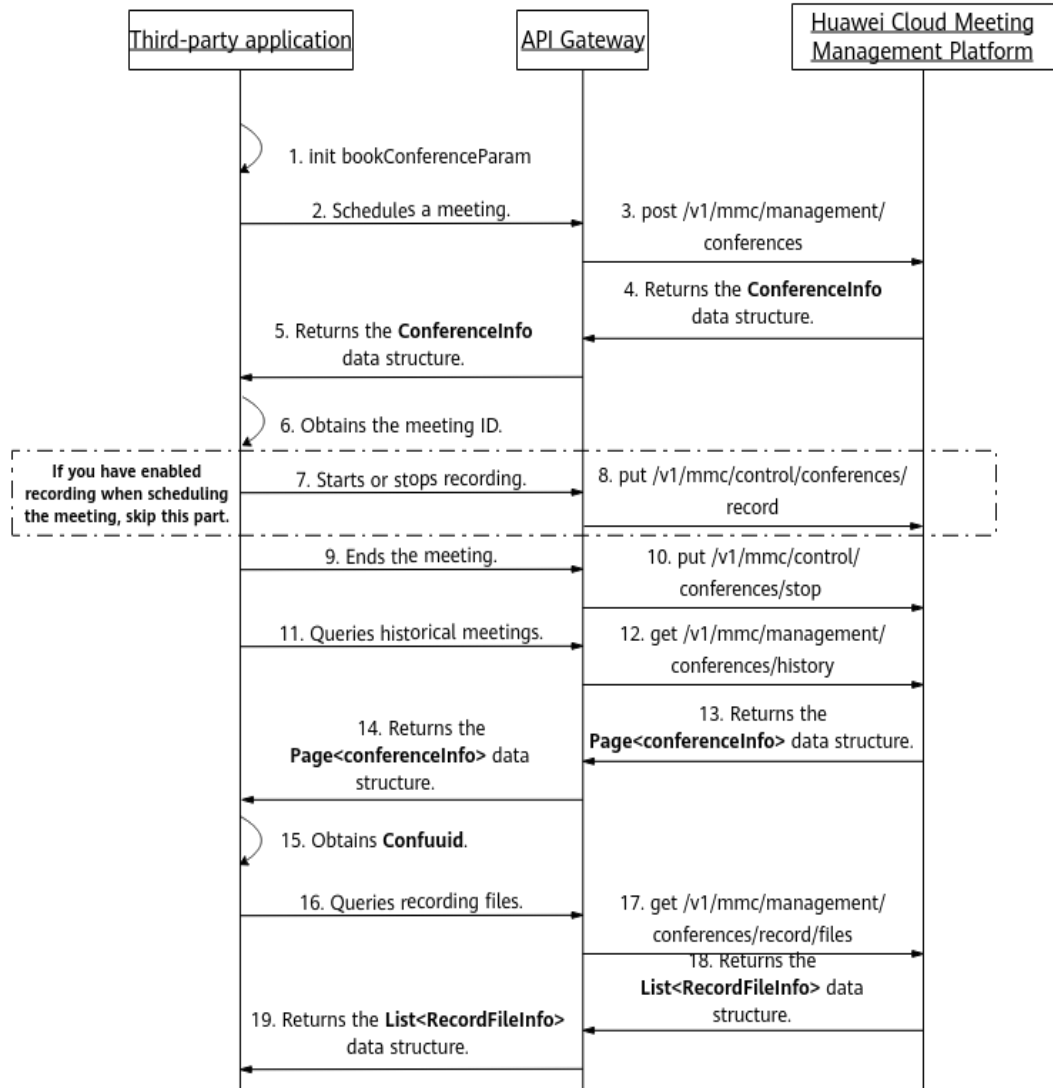 Third-party application
API Gateway
Huawei Cloud Meeting
Management Platform
1. init bookConferenceParam
2. Schedules a meeting.
3. post /v1/mmc/management/
conferences
4. Returns the ConferenceInfo
data structure.
5. Returns the ConferenceInfo
data structure.
6. Obtains the meeting ID.
If you have enabled
recording when scheduling
the meeting, skip this part.
7. Starts or stops recording.
8. put /v1/mmc/control/conferences/
record
9. Ends the meeting.
10. put /v1/mmc/control/
conferences/stop
11. Queries historical meetings.
12. get /v1/mmc/management/
conferences/history
13. Returns the
Page<conferenceInfo> data structure.
14. Returns the
Page<conferenceInfo> data
structure.
15. Obtains Confuuid.
16. Queries recording files.
17. get /v1/mmc/management/
conferences/record/files
18. Returns the
List<RecordFileInfo> data
structure.
19. Returns the List<RecordFileInfo>
data structure.